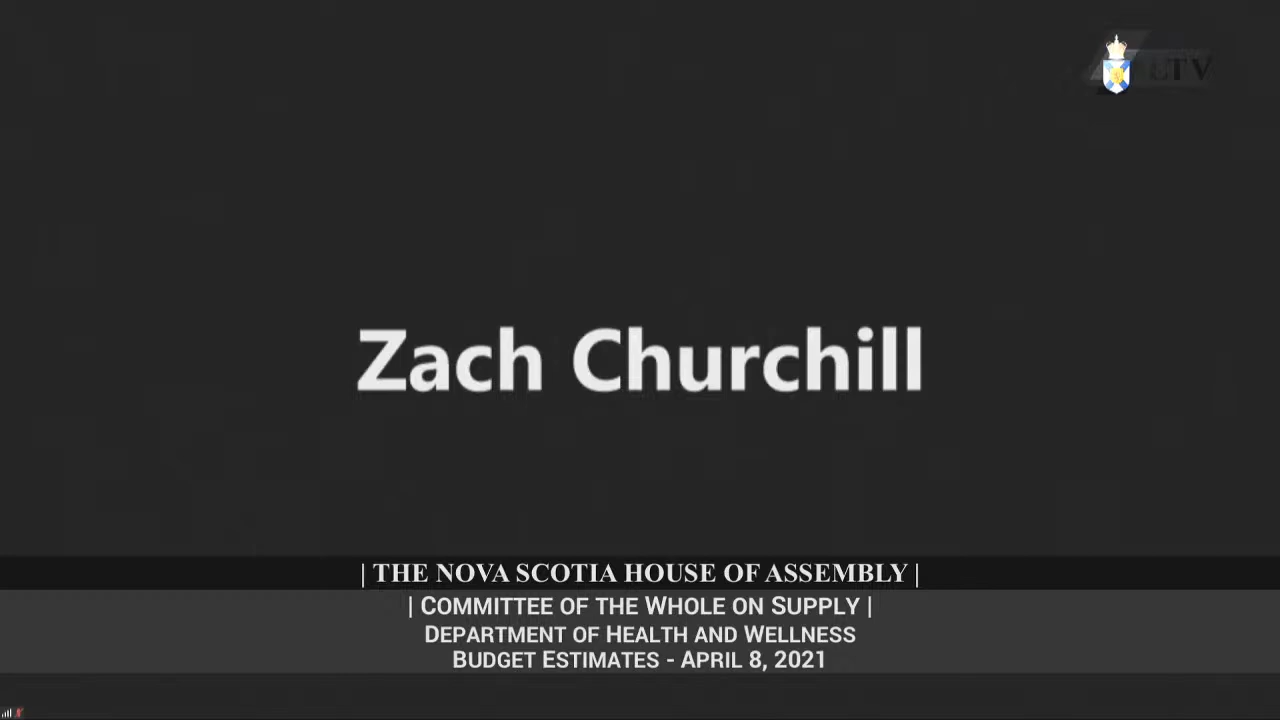 ETV
Zach Churchill
| THE NOVA SCOTIA HOUSE OF ASSEMBLY |
| COMMITTEE OF THE WHOLE ON SUPPLY |
DEPARTMENT OF HEALTH AND WELLNESS
BUDGET ESTIMATES - APRIL 8, 2021